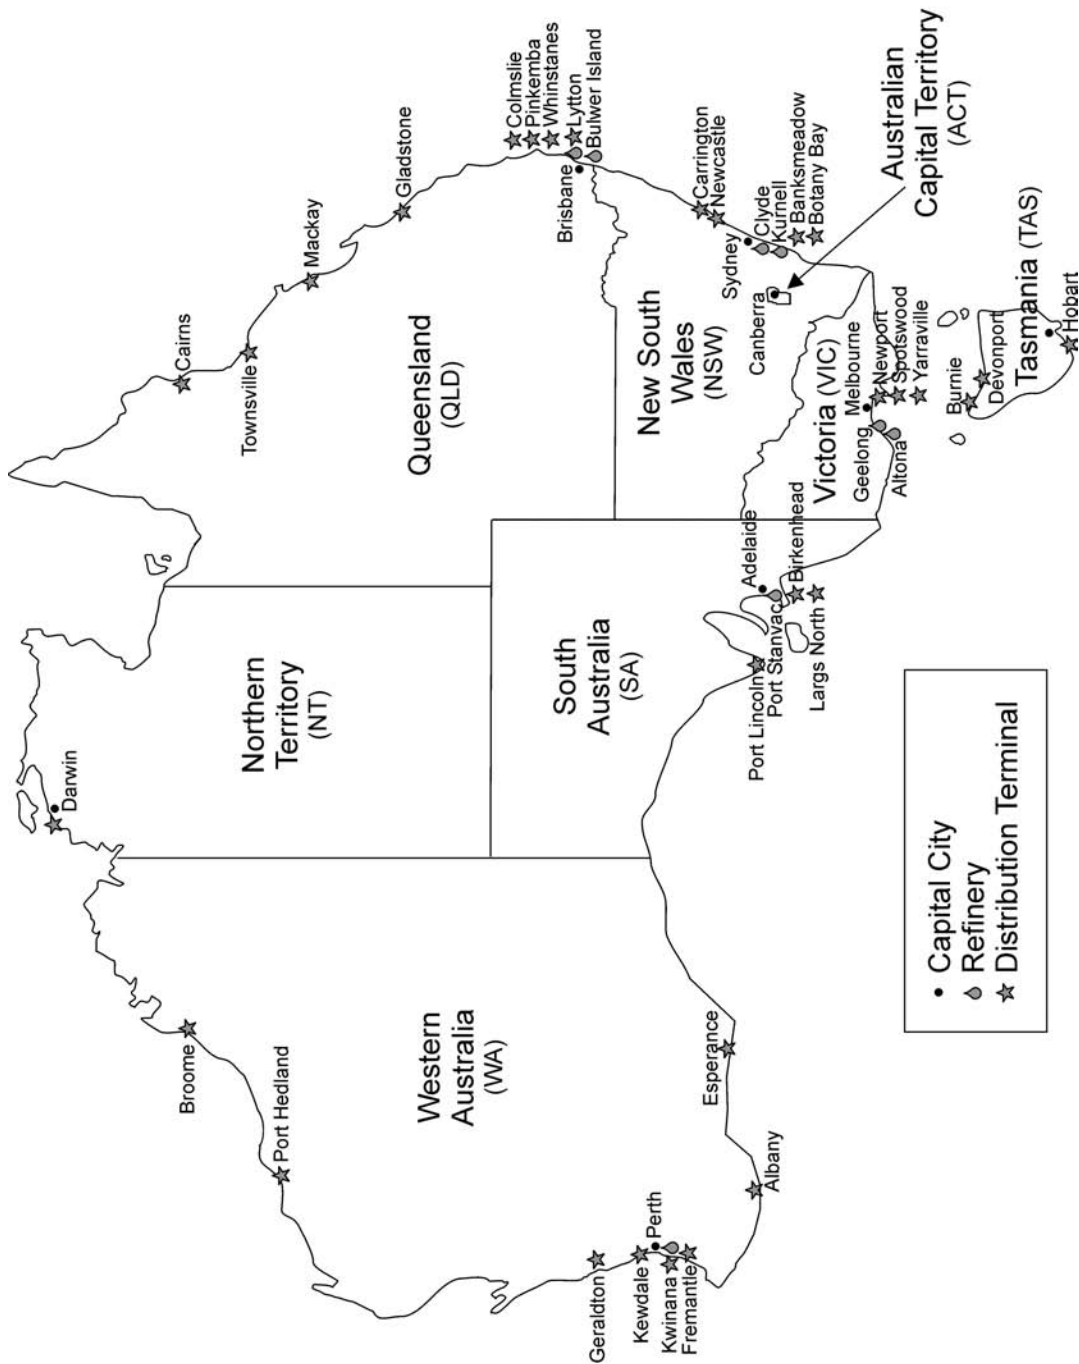 Darwin
Broome
Port Hedland
Western
Australia
(WA)
Geraldton
Kewdale
Perth
Kwinana
Fremantle
Albany
Esperance
Northern
Territory
(NT)
South
Australia
(SA)
Port Lincoln
Adelaide
Port Stanvac
Birkenhead
Largs North
Cairns
Townsville
Mackay
Gladstone
Queensland
(QLD)
Colmslie
Pinkemba
Whinstanes
Lytton
Bulwer Island
Brisbane
New South
Wales
(NSW)
Carrington
Newcastle
Sydney
Clyde
Kurnell
Banksmeadow
Botany Bay
Canberra
Australian
Capital Territory
(ACT)
Victoria (VIC)
Melbourne
Geelong
Newport
Altona
Spotswood
Yarraville
Burnie
Devonport
Tasmania (TAS)
Hobart
Capital City
Refinery
Distribution Terminal